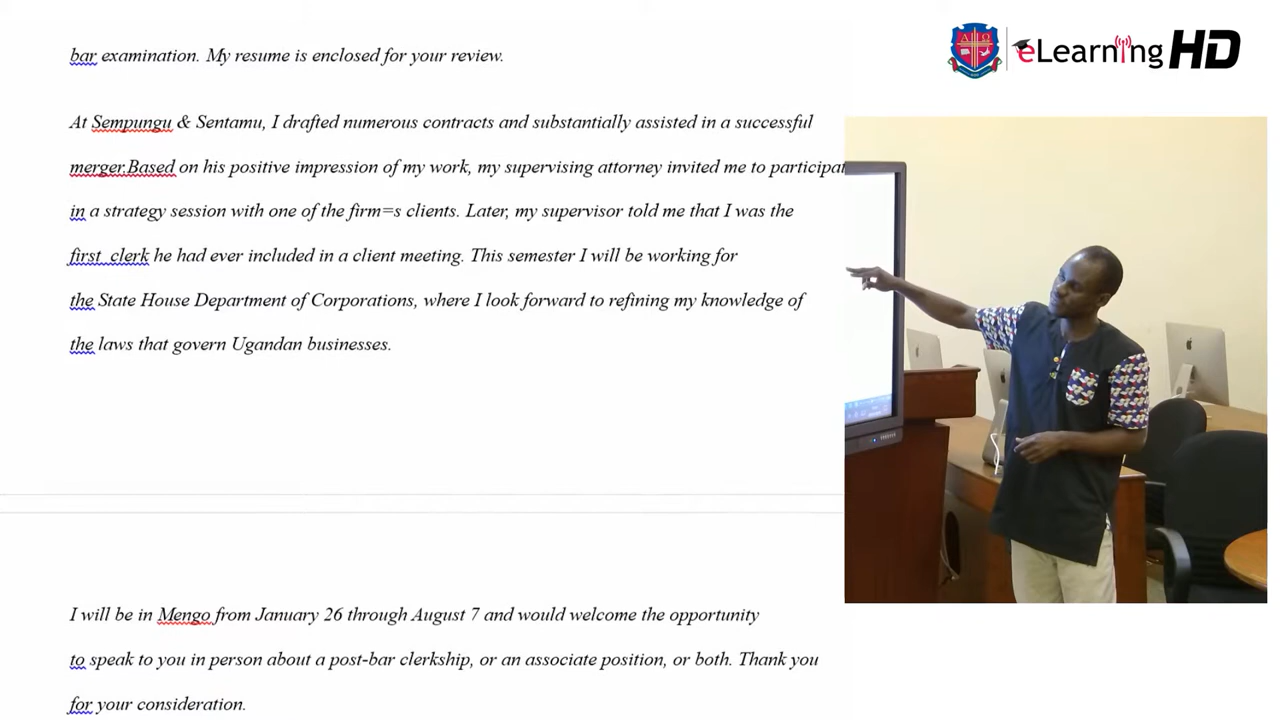 bar examination. My resume is enclosed for your review.
At Sempungu & Sentamu, I drafted numerous contracts and substantially assisted in a successful
merger.Based on his positive impression of my work, my supervising attorney invited me to participat
in a strategy session with one of the firm=s clients. Later, my supervisor told me that I was the
first clerk he had ever included in a client meeting. This semester I will be working for
the State House Department of Corporations, where I look forward to refining my knowledge of
the laws that govern Ugandan businesses.
I will be in Mengo from January 26 through August 7 and would welcome the opportunity
to speak to you in person about a post-bar clerkship, or an associate position, or both. Thank you
for your consideration.
eLearning HD
Α Ω